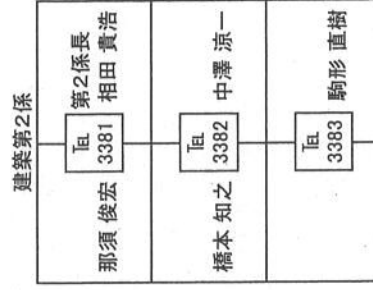 建築第2係
第2係長
相田 貴浩
TEL
3381
那須 俊宏
中澤 涼一
TEL
3382
橋本 知之
駒形 直樹
TEL
3383